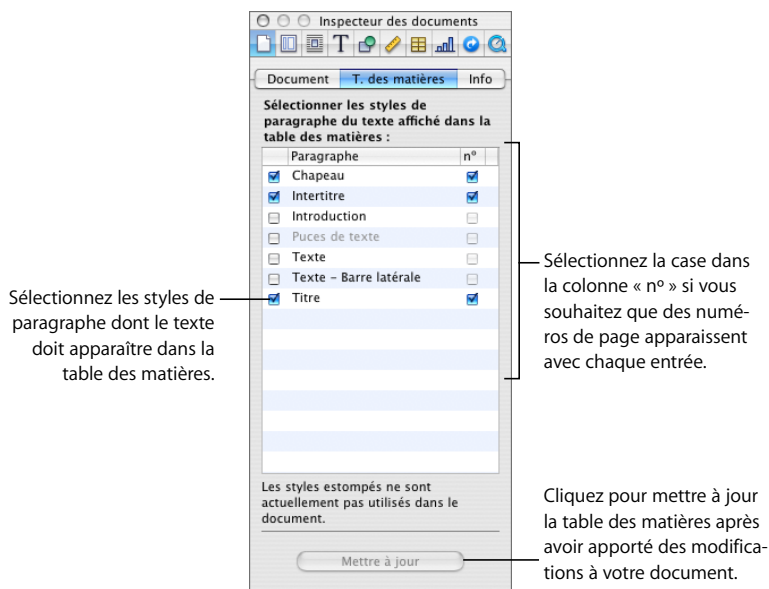 Inspecteur des documents
T
Document T. des matières Info
Sélectionner les styles de
paragraphe du texte affiché dans la
table des matières :
Paragraphe nº
Chapeau
Intertitre
Introduction
Puces de texte
Texte
Texte – Barre latérale
Titre
Les styles estompés ne sont
actuellement pas utilisés dans le
document.
Mettre à jour
Sélectionnez les styles de
paragraphe dont le texte
doit apparaître dans la
table des matières.
Sélectionnez la case dans
la colonne « nº » si vous
souhaitez que des numé-
ros de page apparaissent
avec chaque entrée.
Cliquez pour mettre à jour
la table des matières après
avoir apporté des modifica-
tions à votre document.